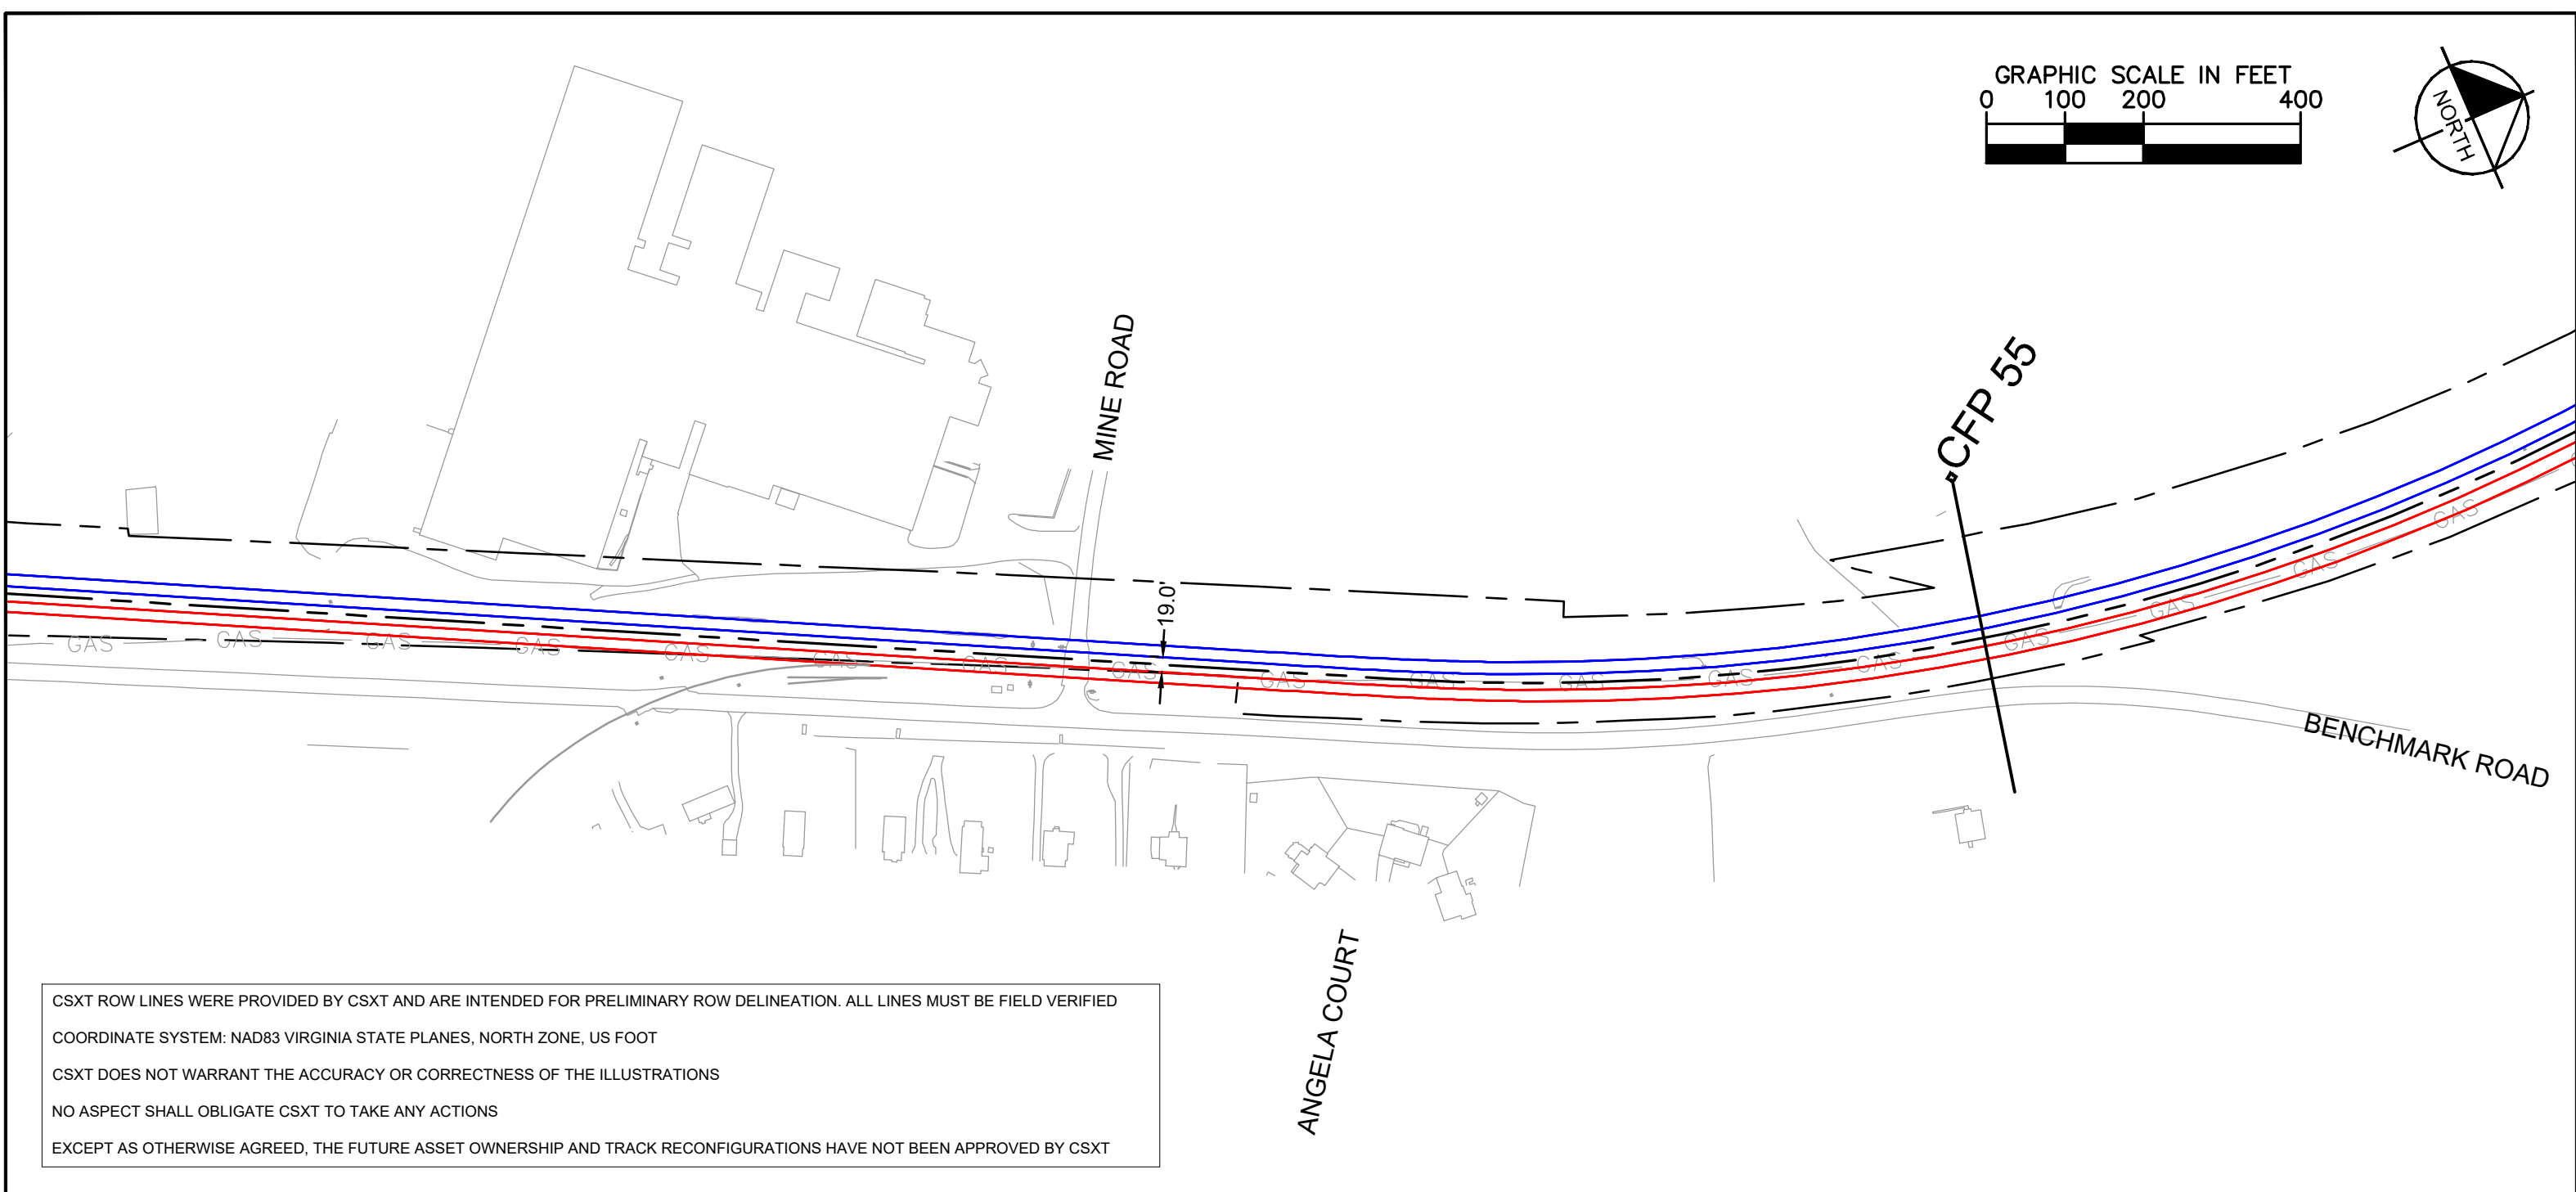 GRAPHIC SCALE IN FEET
0 100 200 400
NORTH
MINE ROAD
CFP 55
19.0'
GAS GAS GAS GAS GAS GAS GAS GAS GAS GAS GAS GAS GAS GAS GAS GAS GAS
BENCHMARK ROAD
ANGELA COURT
CSXT ROW LINES WERE PROVIDED BY CSXT AND ARE INTENDED FOR PRELIMINARY ROW DELINEATION. ALL LINES MUST BE FIELD VERIFIED
COORDINATE SYSTEM: NAD83 VIRGINIA STATE PLANES, NORTH ZONE, US FOOT
CSXT DOES NOT WARRANT THE ACCURACY OR CORRECTNESS OF THE ILLUSTRATIONS
NO ASPECT SHALL OBLIGATE CSXT TO TAKE ANY ACTIONS
EXCEPT AS OTHERWISE AGREED, THE FUTURE ASSET OWNERSHIP AND TRACK RECONFIGURATIONS HAVE NOT BEEN APPROVED BY CSXT